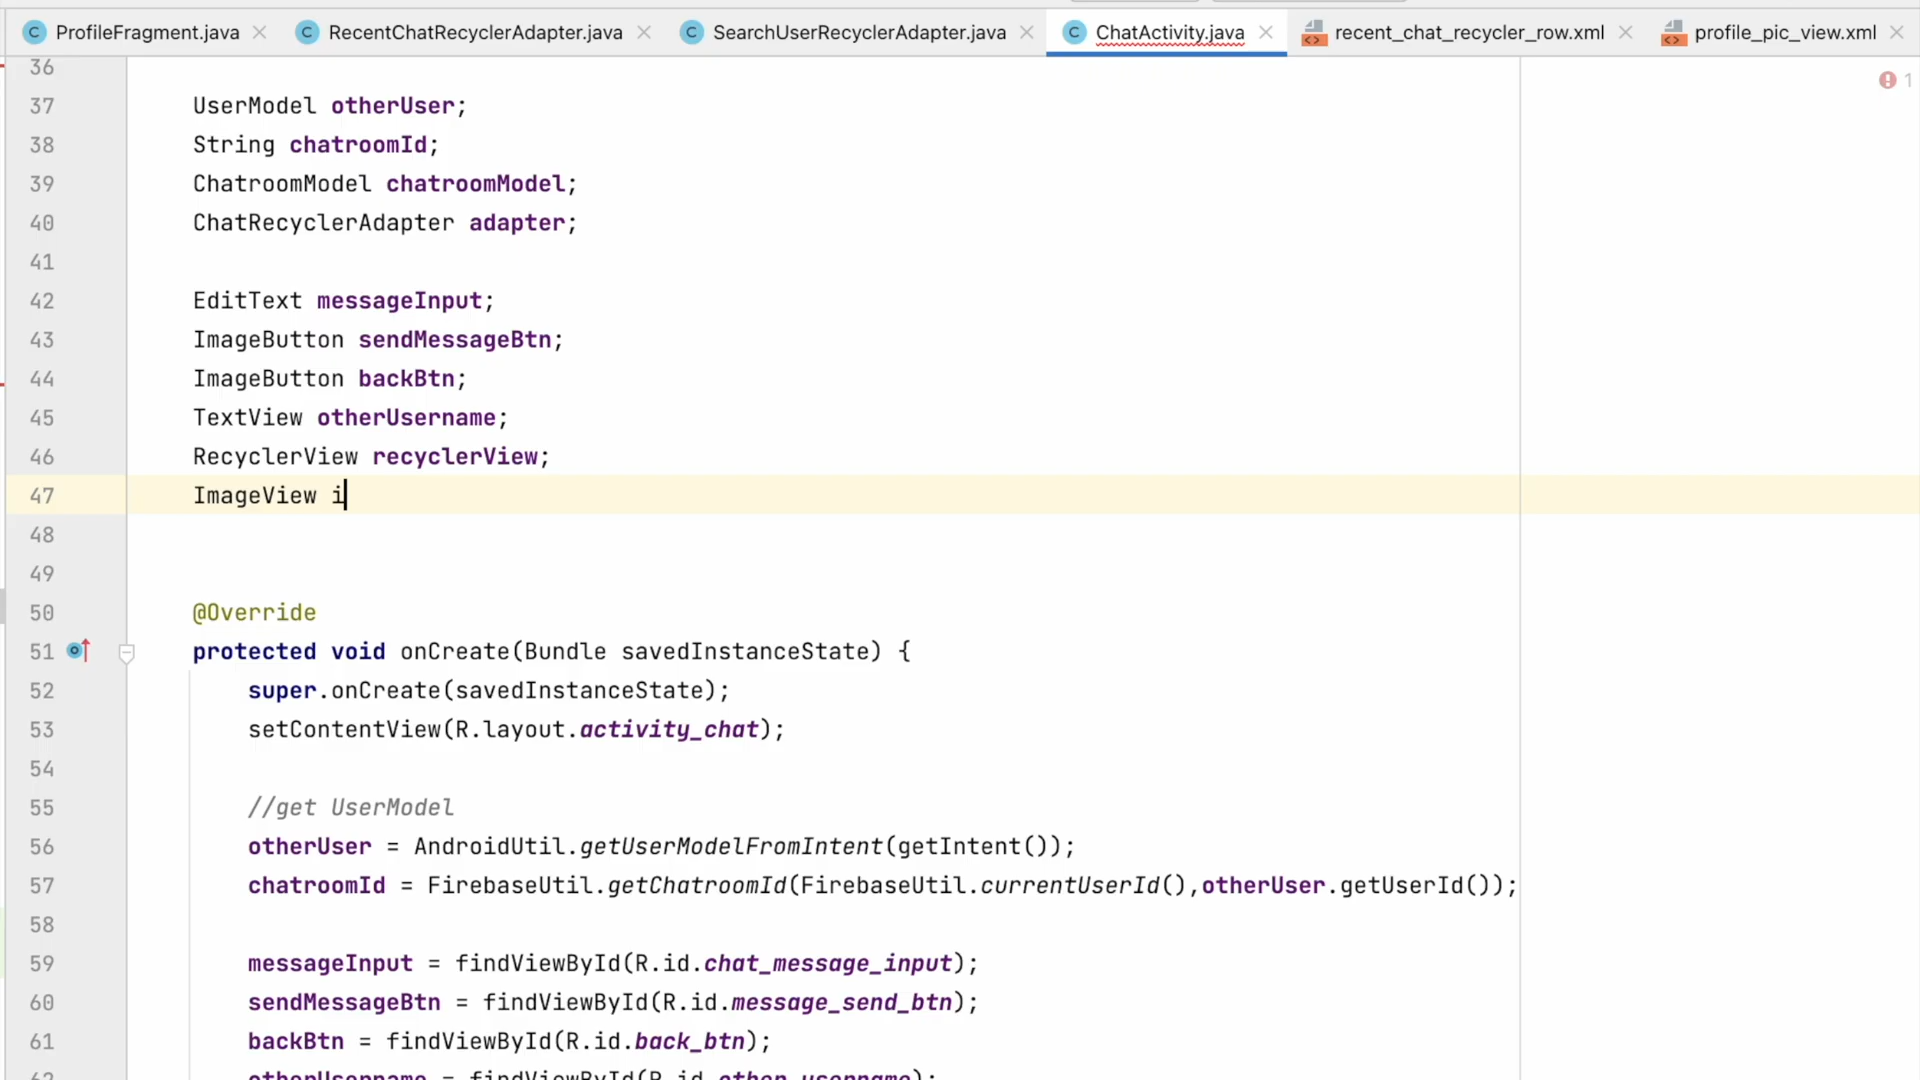 ProfileFragment.java RecentChatRecyclerAdapter.java SearchUserRecyclerAdapter.java ChatActivity.java recent_chat_recycler_row.xml profile_pic_view.xml
36
1
37 UserModel otherUser;
38 String chatroomId;
39 ChatroomModel chatroomModel;
40 ChatRecyclerAdapter adapter;
41
42 EditText messageInput;
43 ImageButton sendMessageBtn;
44 ImageButton backBtn;
45 TextView otherUsername;
46 RecyclerView recyclerView;
47 ImageView i
48
49
50 @Override
51 protected void onCreate(Bundle savedInstanceState) {
52 super.onCreate(savedInstanceState);
53 setContentView(R.layout.activity_chat);
54
55 //get UserModel
56 otherUser = AndroidUtil.getUserModelFromIntent(getIntent());
57 chatroomId = FirebaseUtil.getChatroomId(FirebaseUtil.currentUserId(),otherUser.getUserId());
58
59 messageInput = findViewById(R.id.chat_message_input);
60 sendMessageBtn = findViewById(R.id.message_send_btn);
61 backBtn = findViewById(R.id.back_btn);
62 otherUsername = findViewById(R.id.other_username);